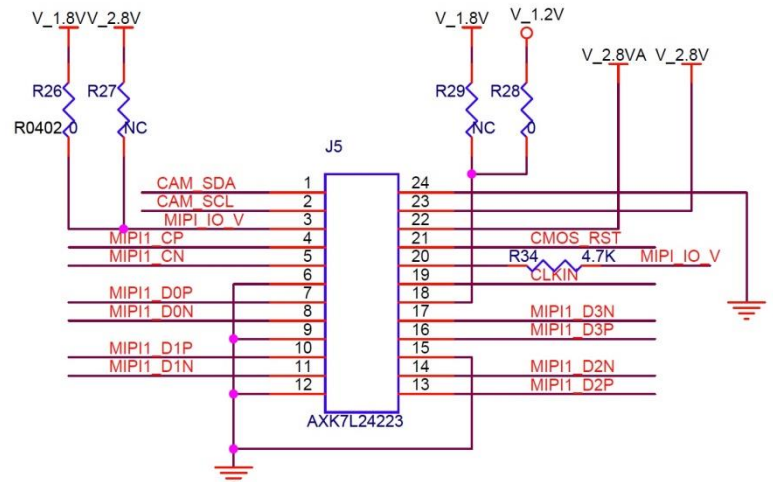 V_1.8V V_2.8V
V_1.8V V_1.2V
V_2.8VA V_2.8V
R26 R27
R29 R28
R0402 0 NC
NC 0
J5
CAM_SDA 1 24
CAM_SCL 2 23
MIPI_IO_V 3 22
MIPI1_CP 4 21 CMOS_RST
MIPI1_CN 5 20 R34 4.7K MIPI_IO_V
6 19 CLKIN
MIPI1_D0P 7 18
MIPI1_D0N 8 17 MIPI1_D3N
9 16 MIPI1_D3P
MIPI1_D1P 10 15
MIPI1_D1N 11 14 MIPI1_D2N
12 13 MIPI1_D2P
AXK7L24223